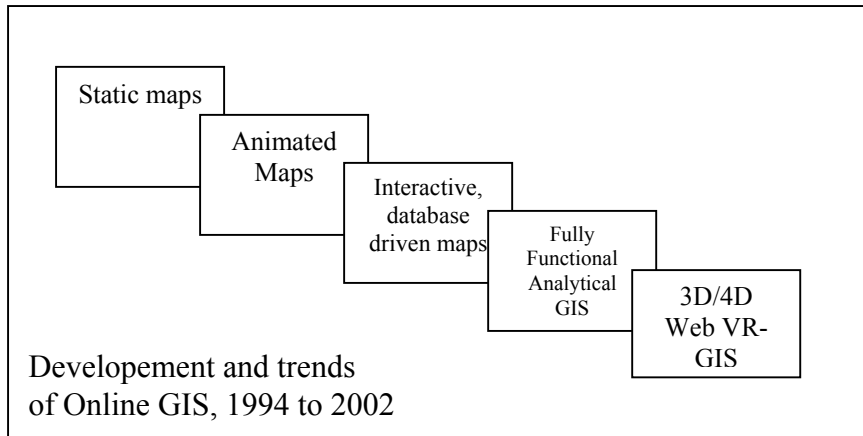 Static maps
Animated
Maps
Interactive,
database
driven maps
Fully
Functional
Analytical
GIS
3D/4D
Web VR-
GIS
Developement and trends
of Online GIS, 1994 to 2002